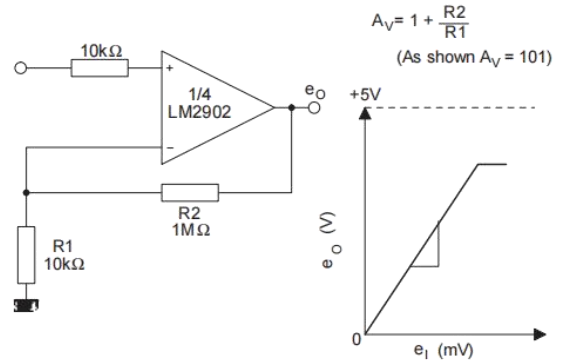 10kΩ
+
1/4
LM2902
−
e_O
R2
1MΩ
R1
10kΩ
A_V = 1 + R2/R1
(As shown A_V = 101)
+5V
e_O (V)
0
e_I (mV)